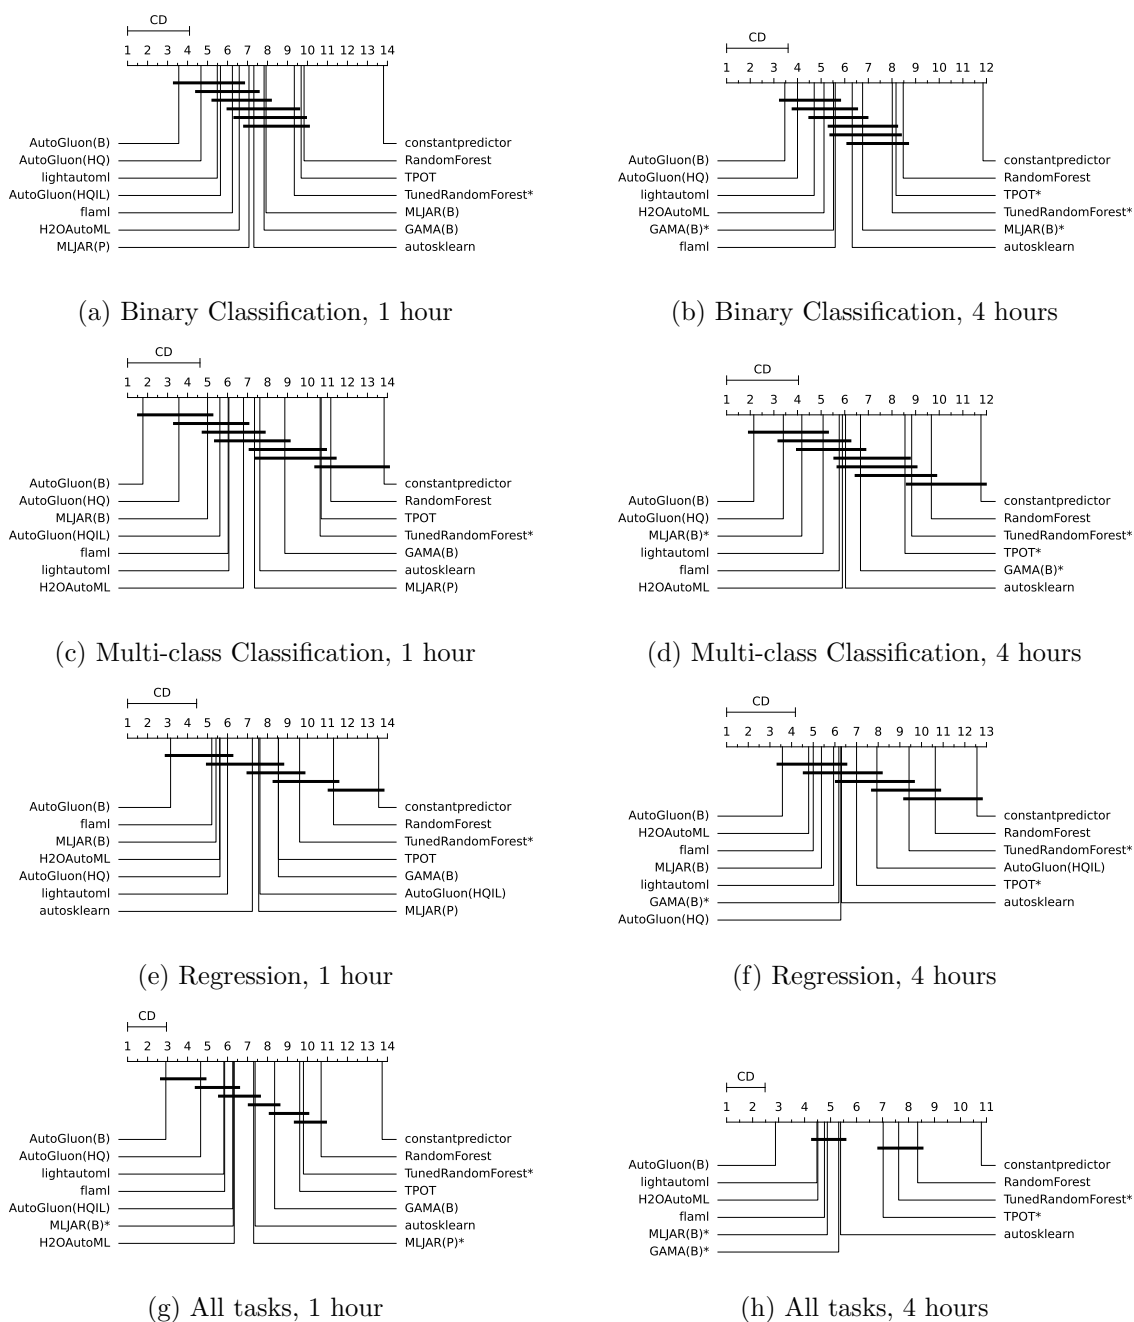 CD
1 2 3 4 5 6 7 8 9 10 11 12 13 14
AutoGluon(B)
AutoGluon(HQ)
lightautoml
AutoGluon(HQIL)
flaml
H2OAutoML
MLJAR(P)
constantpredictor
RandomForest
TPOT
TunedRandomForest*
MLJAR(B)
GAMA(B)
autosklearn
(a) Binary Classification, 1 hour
CD
1 2 3 4 5 6 7 8 9 10 11 12
AutoGluon(B)
AutoGluon(HQ)
lightautoml
H2OAutoML
GAMA(B)*
flaml
constantpredictor
RandomForest
TPOT*
TunedRandomForest*
MLJAR(B)*
autosklearn
(b) Binary Classification, 4 hours
CD
1 2 3 4 5 6 7 8 9 10 11 12 13 14
AutoGluon(B)
AutoGluon(HQ)
MLJAR(B)
AutoGluon(HQIL)
flaml
lightautoml
H2OAutoML
constantpredictor
RandomForest
TPOT
TunedRandomForest*
GAMA(B)
autosklearn
MLJAR(P)
(c) Multi-class Classification, 1 hour
CD
1 2 3 4 5 6 7 8 9 10 11 12
AutoGluon(B)
AutoGluon(HQ)
MLJAR(B)*
lightautoml
flaml
H2OAutoML
constantpredictor
RandomForest
TunedRandomForest*
TPOT*
GAMA(B)*
autosklearn
(d) Multi-class Classification, 4 hours
CD
1 2 3 4 5 6 7 8 9 10 11 12 13 14
AutoGluon(B)
flaml
MLJAR(B)
H2OAutoML
AutoGluon(HQ)
lightautoml
autosklearn
constantpredictor
RandomForest
TunedRandomForest*
TPOT
GAMA(B)
AutoGluon(HQIL)
MLJAR(P)
(e) Regression, 1 hour
CD
1 2 3 4 5 6 7 8 9 10 11 12 13
AutoGluon(B)
H2OAutoML
flaml
MLJAR(B)
lightautoml
GAMA(B)*
AutoGluon(HQ)
constantpredictor
RandomForest
TunedRandomForest*
AutoGluon(HQIL)
TPOT*
autosklearn
(f) Regression, 4 hours
CD
1 2 3 4 5 6 7 8 9 10 11 12 13 14
AutoGluon(B)
AutoGluon(HQ)
lightautoml
flaml
AutoGluon(HQIL)
MLJAR(B)*
H2OAutoML
constantpredictor
RandomForest
TunedRandomForest*
TPOT
GAMA(B)
autosklearn
MLJAR(P)*
(g) All tasks, 1 hour
CD
1 2 3 4 5 6 7 8 9 10 11
AutoGluon(B)
lightautoml
H2OAutoML
flaml
MLJAR(B)*
GAMA(B)*
constantpredictor
RandomForest
TunedRandomForest*
TPOT*
autosklearn
(h) All tasks, 4 hours